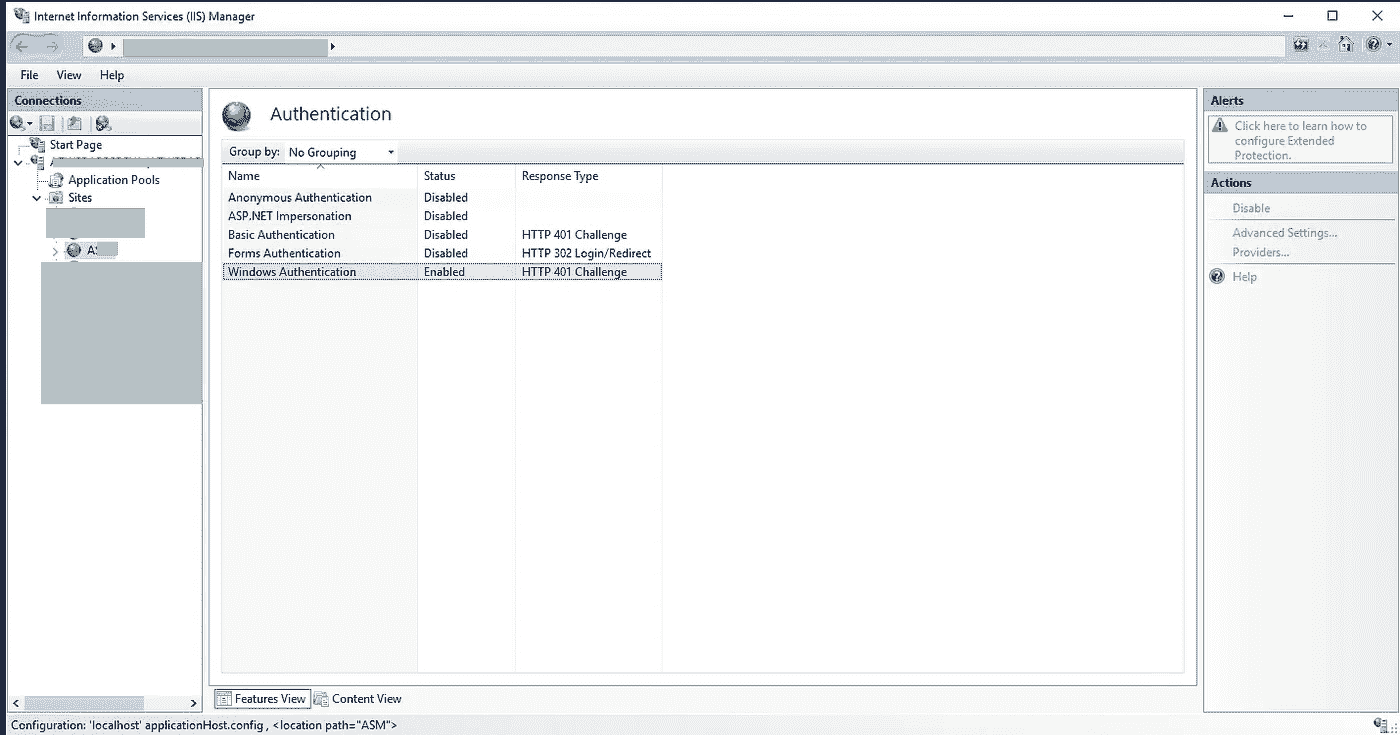 Internet Information Services (IIS) Manager
File View Help
Connections
Start Page
Application Pools
Sites
Authentication
Group by: No Grouping
Name Status Response Type
Anonymous Authentication Disabled
ASP.NET Impersonation Disabled
Basic Authentication Disabled HTTP 401 Challenge
Forms Authentication Disabled HTTP 302 Login/Redirect
Windows Authentication Enabled HTTP 401 Challenge
Features View Content View
Alerts
Click here to learn how to
configure Extended
Protection.
Actions
Disable
Advanced Settings...
Providers...
Help
Configuration: 'localhost' applicationHost.config , <location path="ASM">